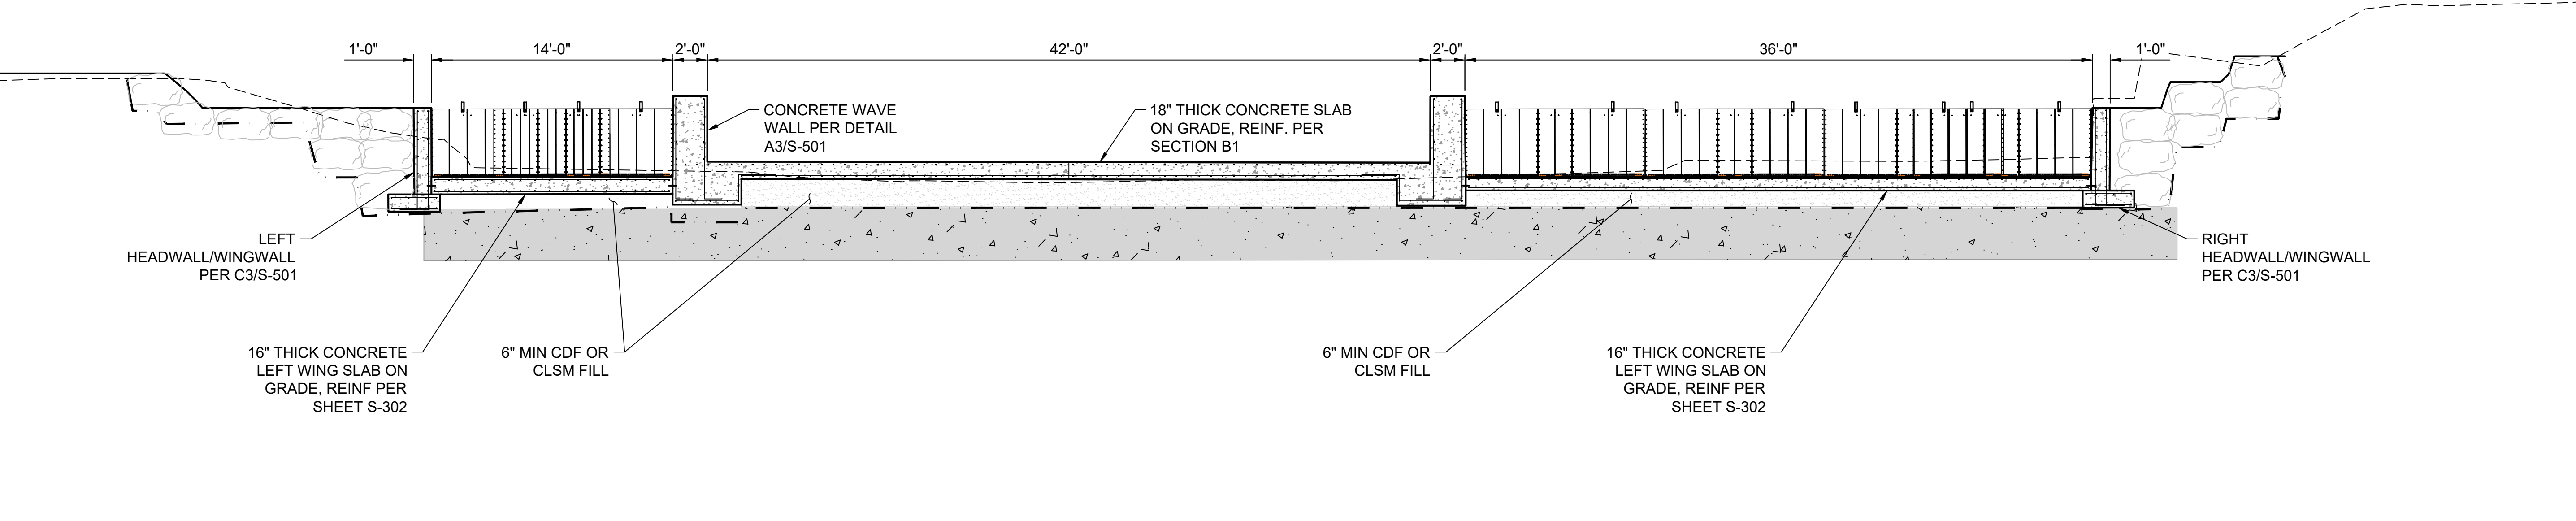 1'-0"
14'-0"
2'-0"
42'-0"
2'-0"
36'-0"
1'-0"
CONCRETE WAVE
WALL PER DETAIL
A3/S-501
18" THICK CONCRETE SLAB
ON GRADE, REINF. PER
SECTION B1
LEFT
HEADWALL/WINGWALL
PER C3/S-501
RIGHT
HEADWALL/WINGWALL
PER C3/S-501
16" THICK CONCRETE
LEFT WING SLAB ON
GRADE, REINF PER
SHEET S-302
6" MIN CDF OR
CLSM FILL
6" MIN CDF OR
CLSM FILL
16" THICK CONCRETE
LEFT WING SLAB ON
GRADE, REINF PER
SHEET S-302